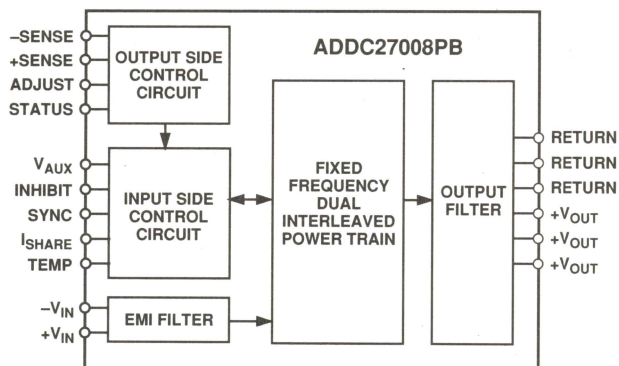 ADDC27008PB
–SENSE
+SENSE
ADJUST
STATUS
OUTPUT SIDE
CONTROL
CIRCUIT
VAUX
INHIBIT
SYNC
ISHARE
TEMP
INPUT SIDE
CONTROL
CIRCUIT
–VIN
+VIN
EMI FILTER
FIXED
FREQUENCY
DUAL
INTERLEAVED
POWER TRAIN
OUTPUT
FILTER
RETURN
RETURN
RETURN
+VOUT
+VOUT
+VOUT